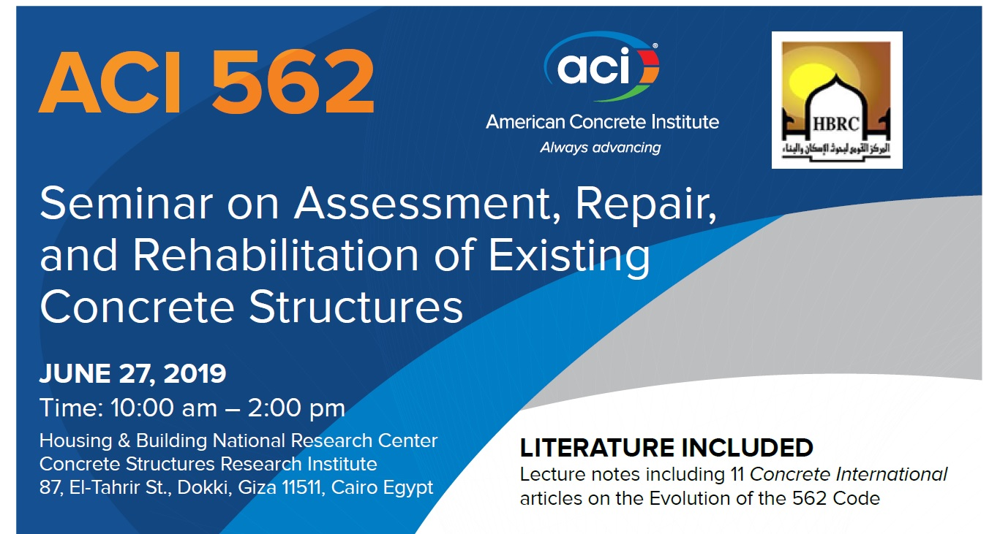 ACI 562
aci®
American Concrete Institute
Always advancing
HBRC
المركز القومى لبحوث الإسكان والبناء
Seminar on Assessment, Repair,
and Rehabilitation of Existing
Concrete Structures
JUNE 27, 2019
Time: 10:00 am – 2:00 pm
Housing & Building National Research Center
Concrete Structures Research Institute
87, El-Tahrir St., Dokki, Giza 11511, Cairo Egypt
LITERATURE INCLUDED
Lecture notes including 11 Concrete International
articles on the Evolution of the 562 Code